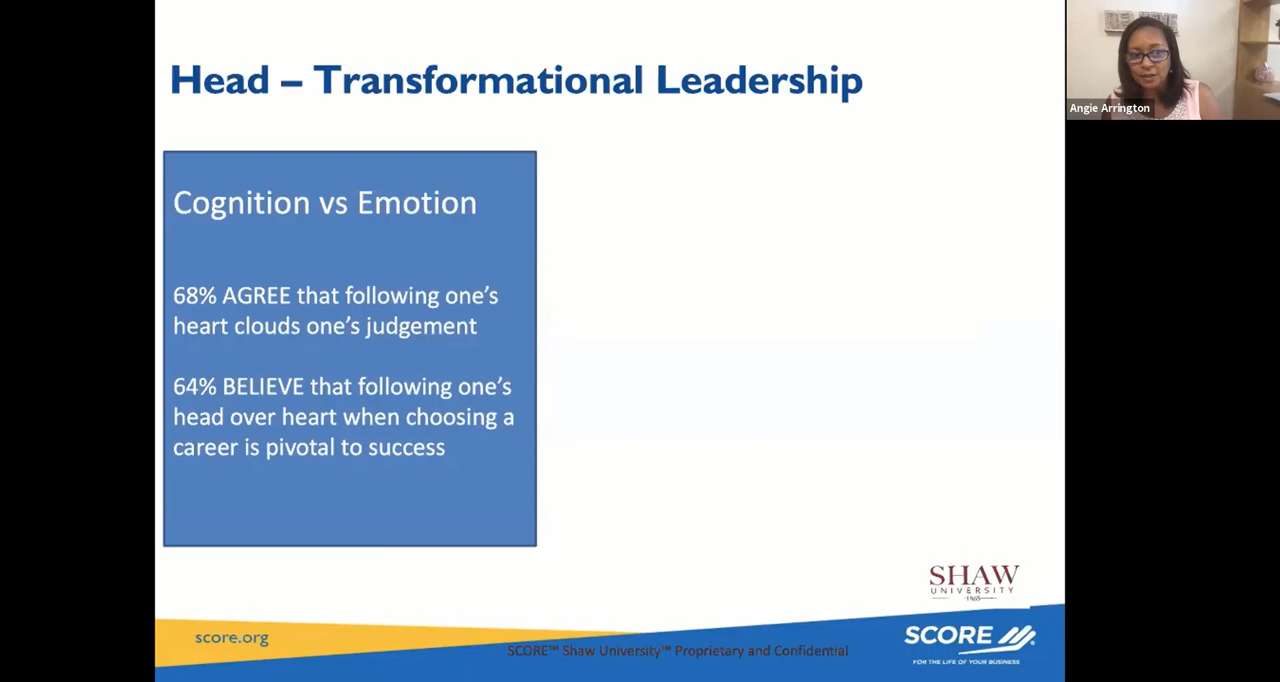 Head – Transformational Leadership
Angie Arrington
Cognition vs Emotion
68% AGREE that following one's
heart clouds one's judgement
64% BELIEVE that following one's
head over heart when choosing a
career is pivotal to success
SHAW
UNIVERSITY
score.org
SCORE™ Shaw University™ Proprietary and Confidential
SCORE
FOR THE LIFE OF YOUR BUSINESS